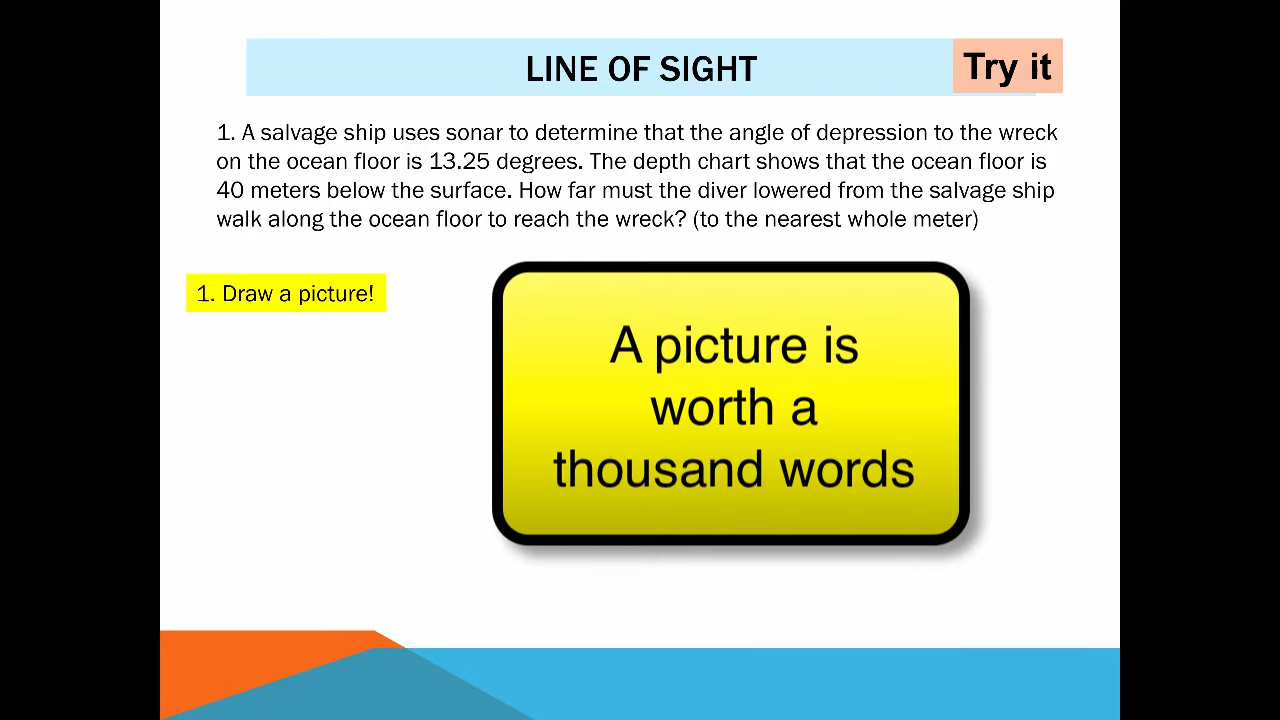 LINE OF SIGHT
Try it
1. A salvage ship uses sonar to determine that the angle of depression to the wreck
on the ocean floor is 13.25 degrees. The depth chart shows that the ocean floor is
40 meters below the surface. How far must the diver lowered from the salvage ship
walk along the ocean floor to reach the wreck? (to the nearest whole meter)
1. Draw a picture!
A picture is
worth a
thousand words